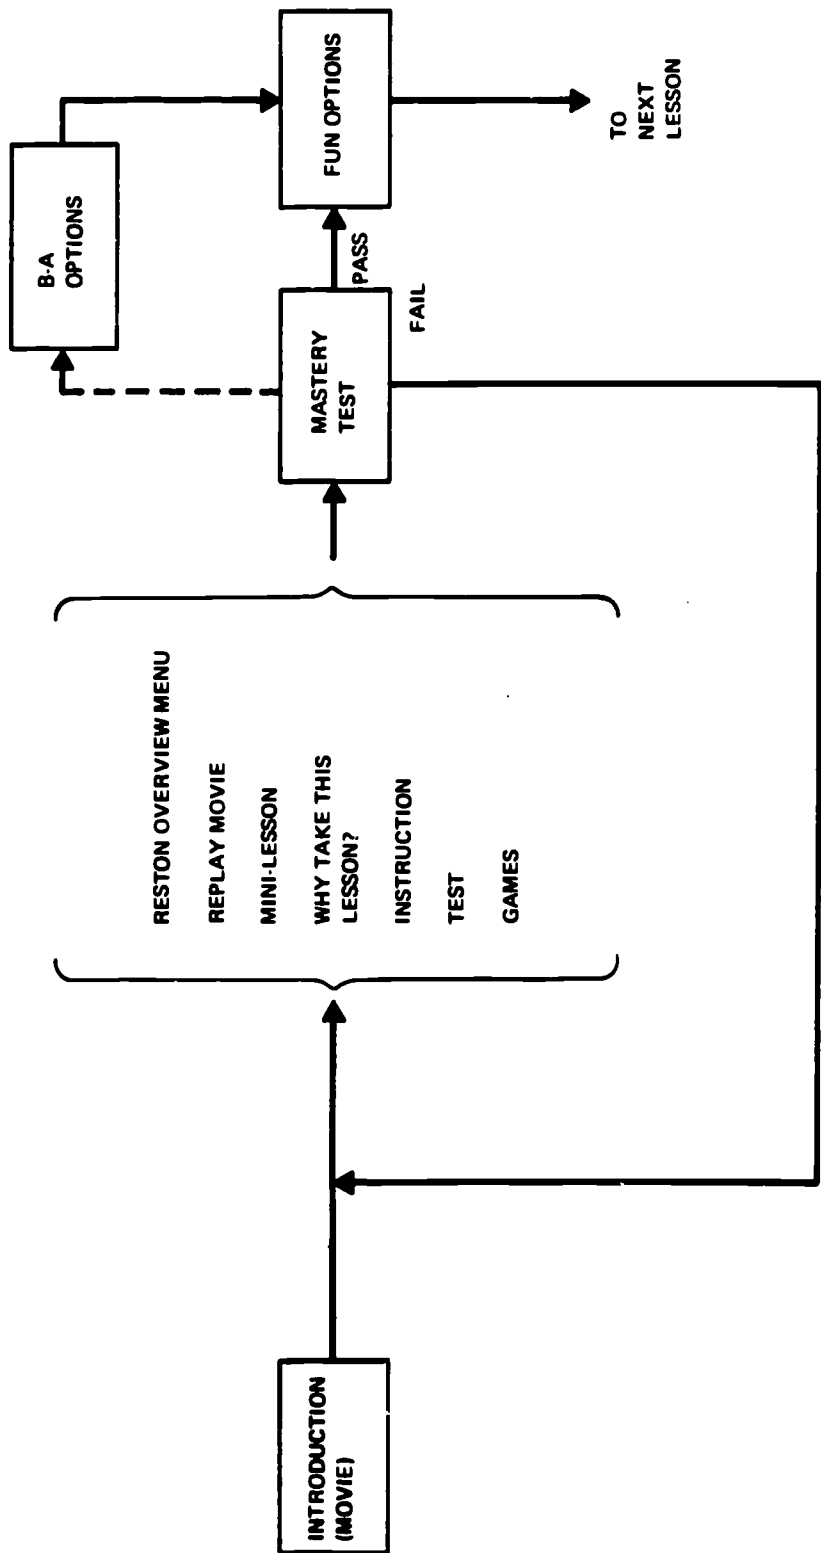 INTRODUCTION
(MOVIE)
RESTON OVERVIEW MENU
REPLAY MOVIE
MINI-LESSON
WHY TAKE THIS
LESSON?
INSTRUCTION
TEST
GAMES
MASTERY
TEST
PASS
FAIL
B-A
OPTIONS
FUN OPTIONS
TO
NEXT
LESSON